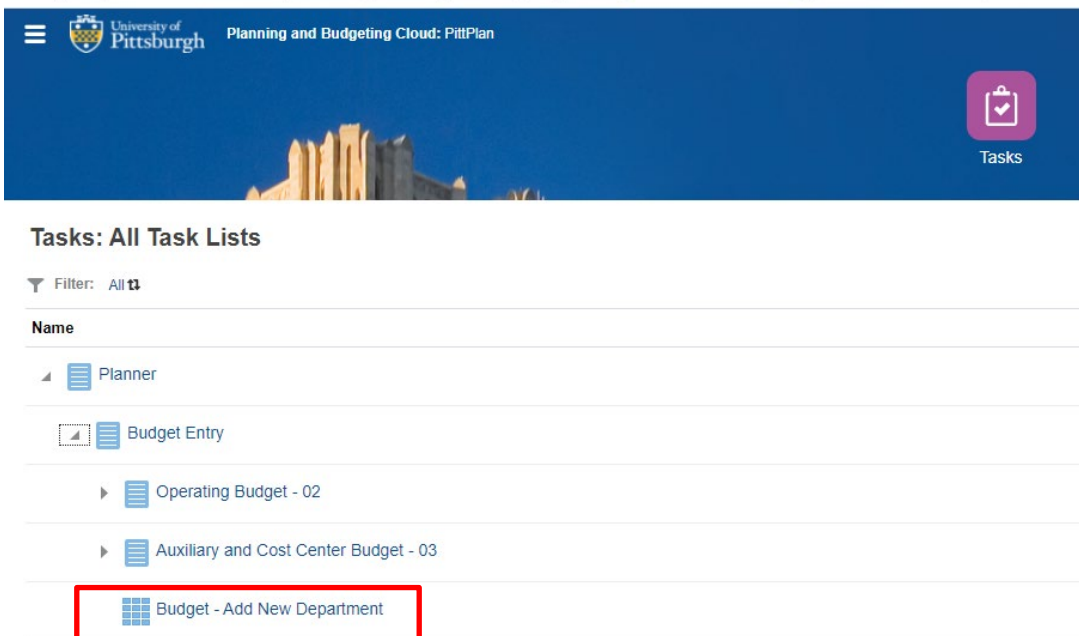 University of
Pittsburgh
Planning and Budgeting Cloud: PittPlan
Tasks
Tasks: All Task Lists
Filter: All
Name
Planner
Budget Entry
Operating Budget - 02
Auxiliary and Cost Center Budget - 03
Budget - Add New Department